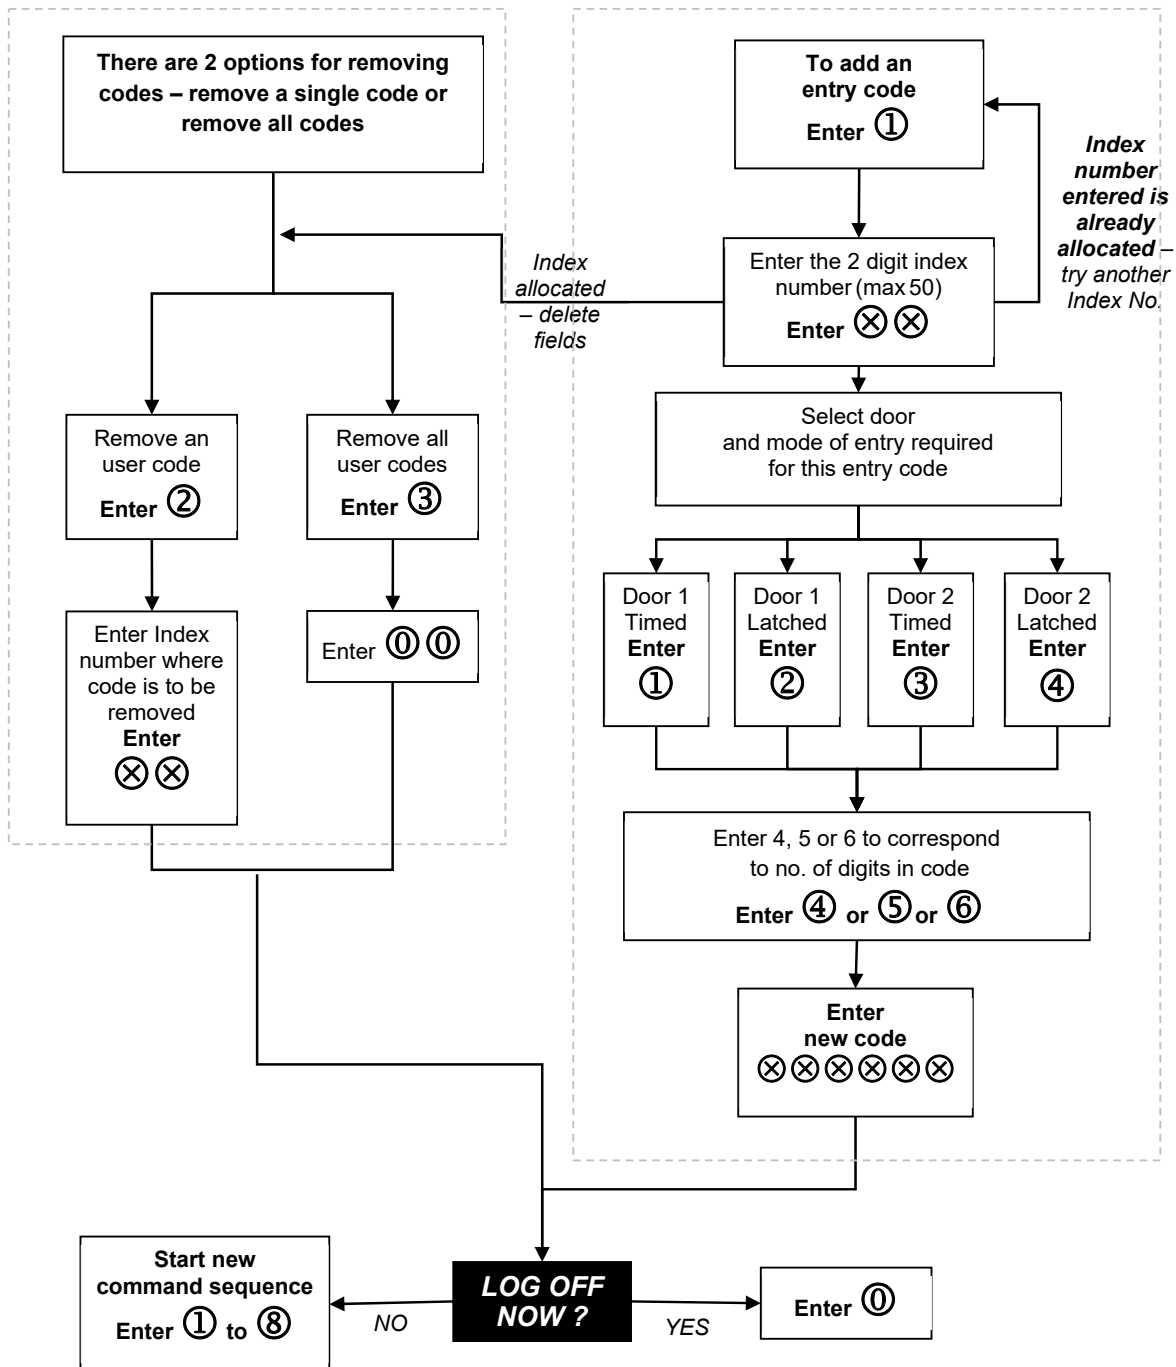 There are 2 options for removing
codes – remove a single code or
remove all codes
To add an
entry code
Enter ①
Index
number
entered is
already
allocated –
try another
Index No.
Index
allocated
– delete
fields
Enter the 2 digit index
number (max 50)
Enter ⊗ ⊗
Select door
and mode of entry required
for this entry code
Remove an
user code
Enter ②
Remove all
user codes
Enter ③
Enter Index
number where
code is to be
removed
Enter
⊗ ⊗
Enter ⓪ ⓪
Door 1
Timed
Enter
①
Door 1
Latched
Enter
②
Door 2
Timed
Enter
③
Door 2
Latched
Enter
④
Enter 4, 5 or 6 to correspond
to no. of digits in code
Enter ④ or ⑤ or ⑥
Enter
new code
⊗ ⊗ ⊗ ⊗ ⊗ ⊗
Start new
command sequence
Enter ① to ⑧
NO
LOG OFF
NOW ?
YES
Enter ⓪